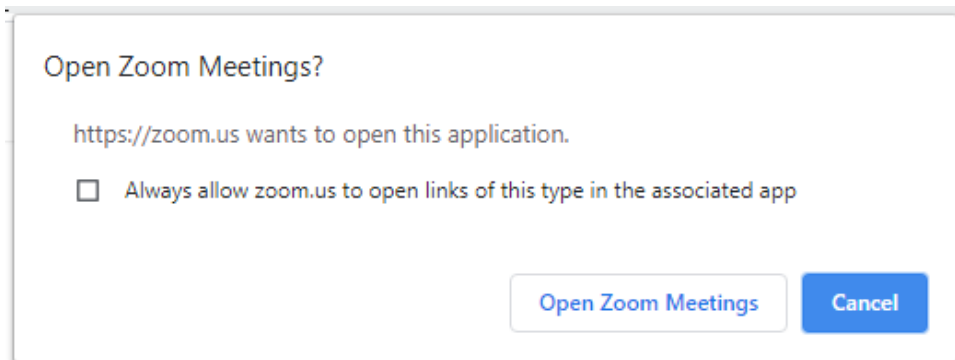 Open Zoom Meetings?
https://zoom.us wants to open this application.
Always allow zoom.us to open links of this type in the associated app
Open Zoom Meetings Cancel